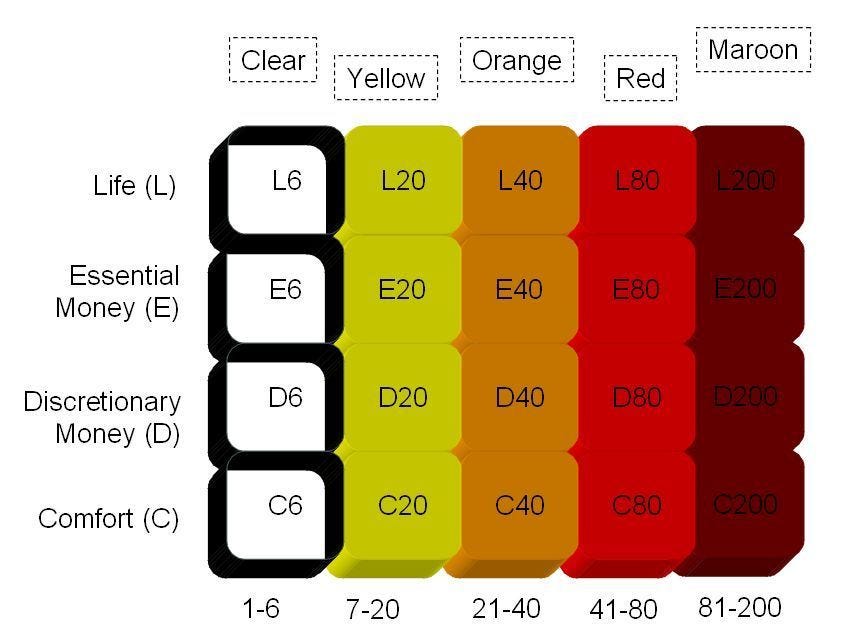 Clear
Yellow
Orange
Red
Maroon
Life (L)
L6
L20
L40
L80
L200
Essential
Money (E)
E6
E20
E40
E80
E200
Discretionary
Money (D)
D6
D20
D40
D80
D200
Comfort (C)
C6
C20
C40
C80
C200
1-6
7-20
21-40
41-80
81-200